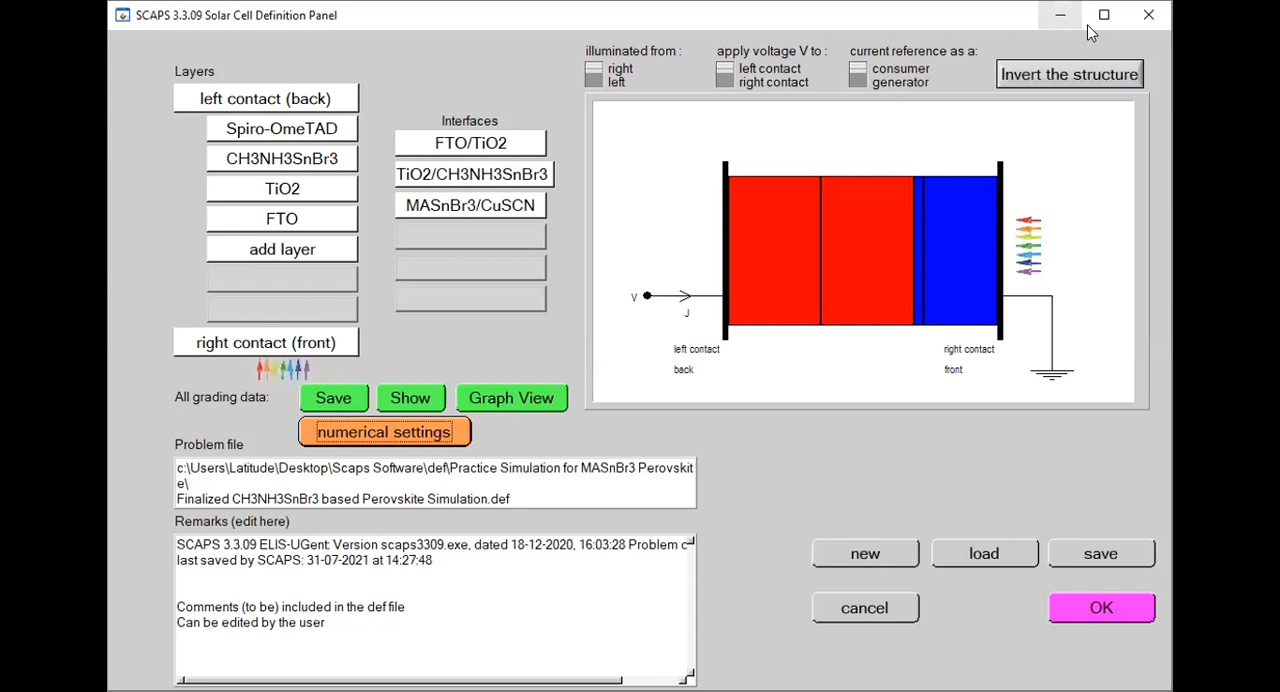 SCAPS 3.3.09 Solar Cell Definition Panel
illuminated from :
right
left
apply voltage V to :
left contact
right contact
current reference as a:
consumer
generator
Invert the structure
Layers
left contact (back)
Spiro-OmeTAD
CH3NH3SnBr3
TiO2
FTO
add layer
right contact (front)
Interfaces
FTO/TiO2
TiO2/CH3NH3SnBr3
MASnBr3/CuSCN
V
J
left contact
back
right contact
front
All grading data:
Save
Show
Graph View
numerical settings
Problem file
c:\Users\Latitude\Desktop\Scaps Software\def\Practice Simulation for MASnBr3 Perovskit
e\
Finalized CH3NH3SnBr3 based Perovskite Simulation.def
Remarks (edit here)
SCAPS 3.3.09 ELIS-UGent: Version scaps3309.exe, dated 18-12-2020, 16:03:28 Problem c
last saved by SCAPS: 31-07-2021 at 14:27:48
Comments (to be) included in the def file
Can be edited by the user
new
load
save
cancel
OK